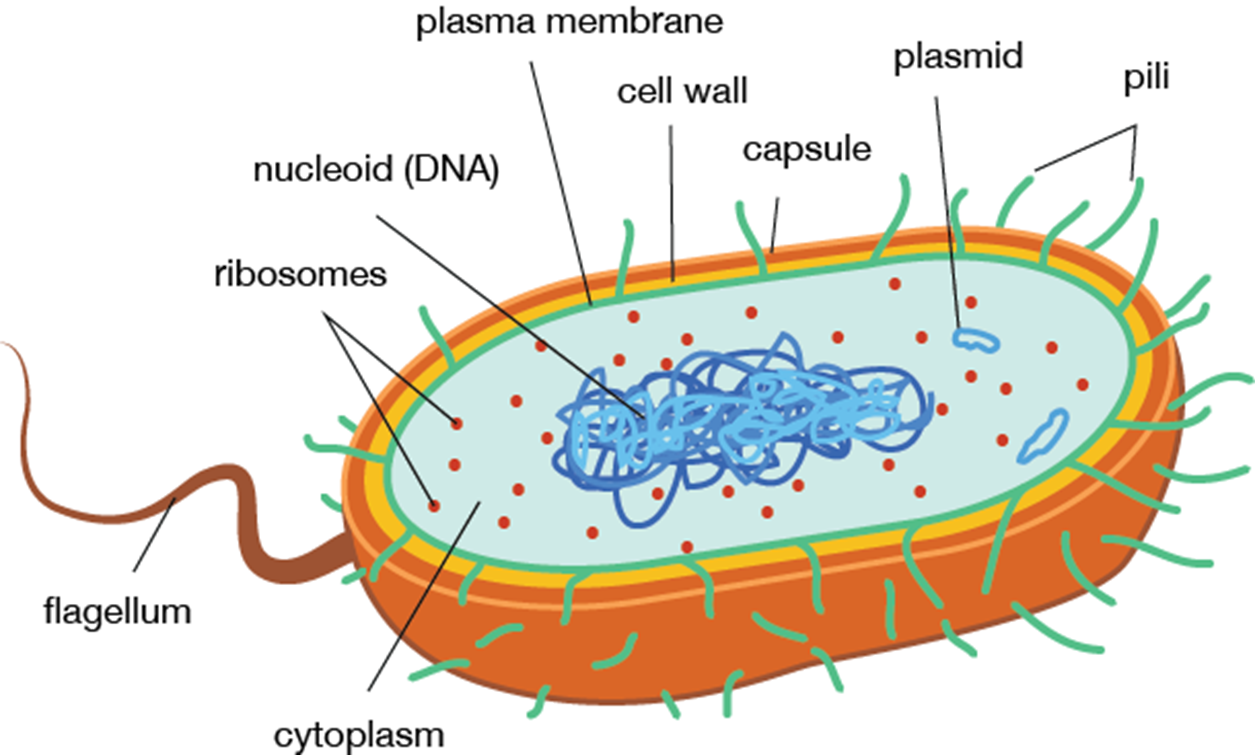 plasma membrane
plasmid
pili
cell wall
capsule
nucleoid (DNA)
ribosomes
flagellum
cytoplasm